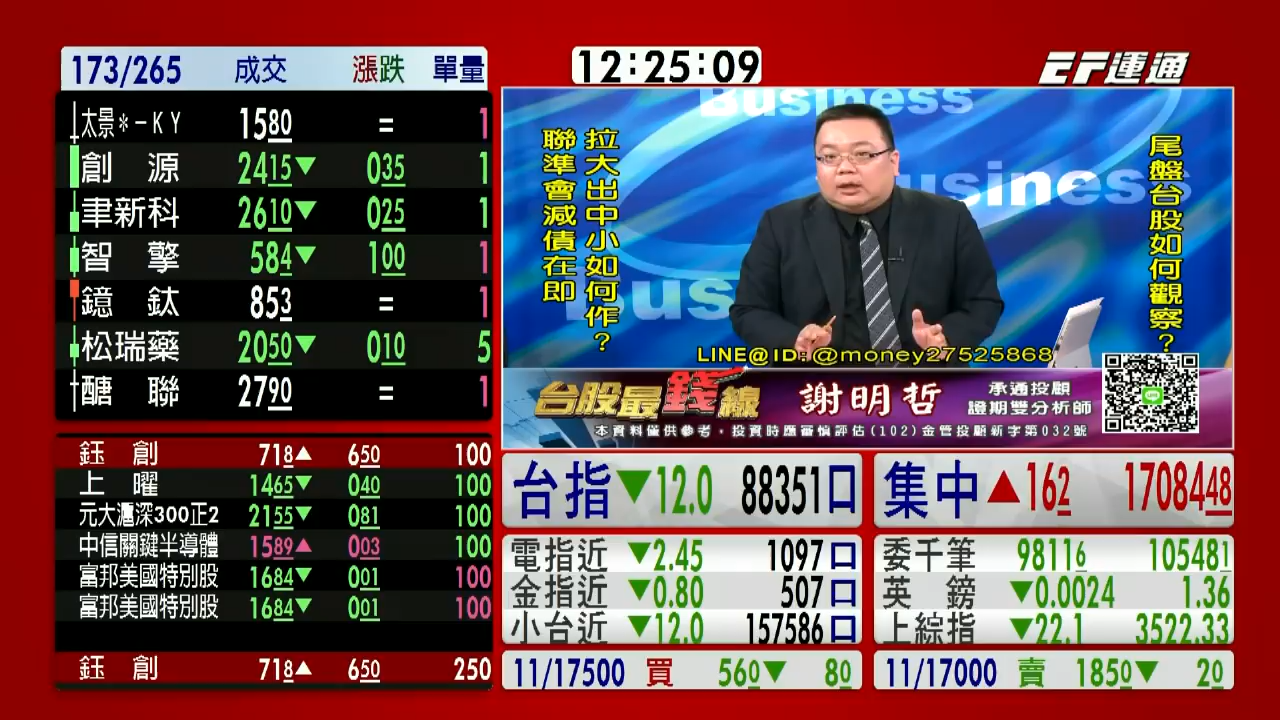 173/265 成交 漲跌 單量
太景*-KY 1580 = 1
創源 2415▼ 035 1
聿新科 2610▼ 025 1
智擎 584▼ 100 1
鐿鈦 853 = 1
松瑞藥 2050▼ 010 5
醣聯 2790 = 1
鈺創 718▲ 650 100
上曜 1465▼ 040 100
元大滬深300正2 2155▼ 081 100
中信關鍵半導體 1589▲ 003 100
富邦美國特別股 1684▼ 001 100
富邦美國特別股 1684▼ 001 100
鈺創 718▲ 650 250
12:25:09
EF運通
Business
Business
Bus
拉大出中小如何作？
聯準會減債在即
尾盤台股如何觀察？
LINE@ID:@money27525868
台股最錢線 謝明哲
承通投顧
證期雙分析師
LINE
本資料僅供參考，投資時應審慎評估(102)金管投顧新字第032號
台指▼12.0 88351口
集中▲162 1708448
電指近 ▼2.45 1097口
金指近 ▼0.80 507口
小台近 ▼12.0 157586口
委千筆 98116 105481
英鎊 ▼0.0024 1.36
上綜指 ▼22.1 3522.33
11/17500 買 560▼ 80
11/17000 賣 1850▼ 20